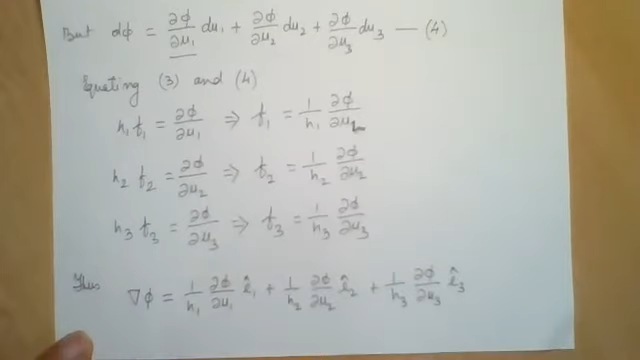 But dϕ = ∂ϕ/∂u₁ du₁ + ∂ϕ/∂u₂ du₂ + ∂ϕ/∂u₃ du₃ — (4)
Equating (3) and (4)
h₁ f₁ = ∂ϕ/∂u₁ ⇒ f₁ = 1/h₁ ∂ϕ/∂u₁
h₂ f₂ = ∂ϕ/∂u₂ ⇒ f₂ = 1/h₂ ∂ϕ/∂u₂
h₃ f₃ = ∂ϕ/∂u₃ ⇒ f₃ = 1/h₃ ∂ϕ/∂u₃
Thus ∇ϕ = 1/h₁ ∂ϕ/∂u₁ ê₁ + 1/h₂ ∂ϕ/∂u₂ ê₂ + 1/h₃ ∂ϕ/∂u₃ ê₃